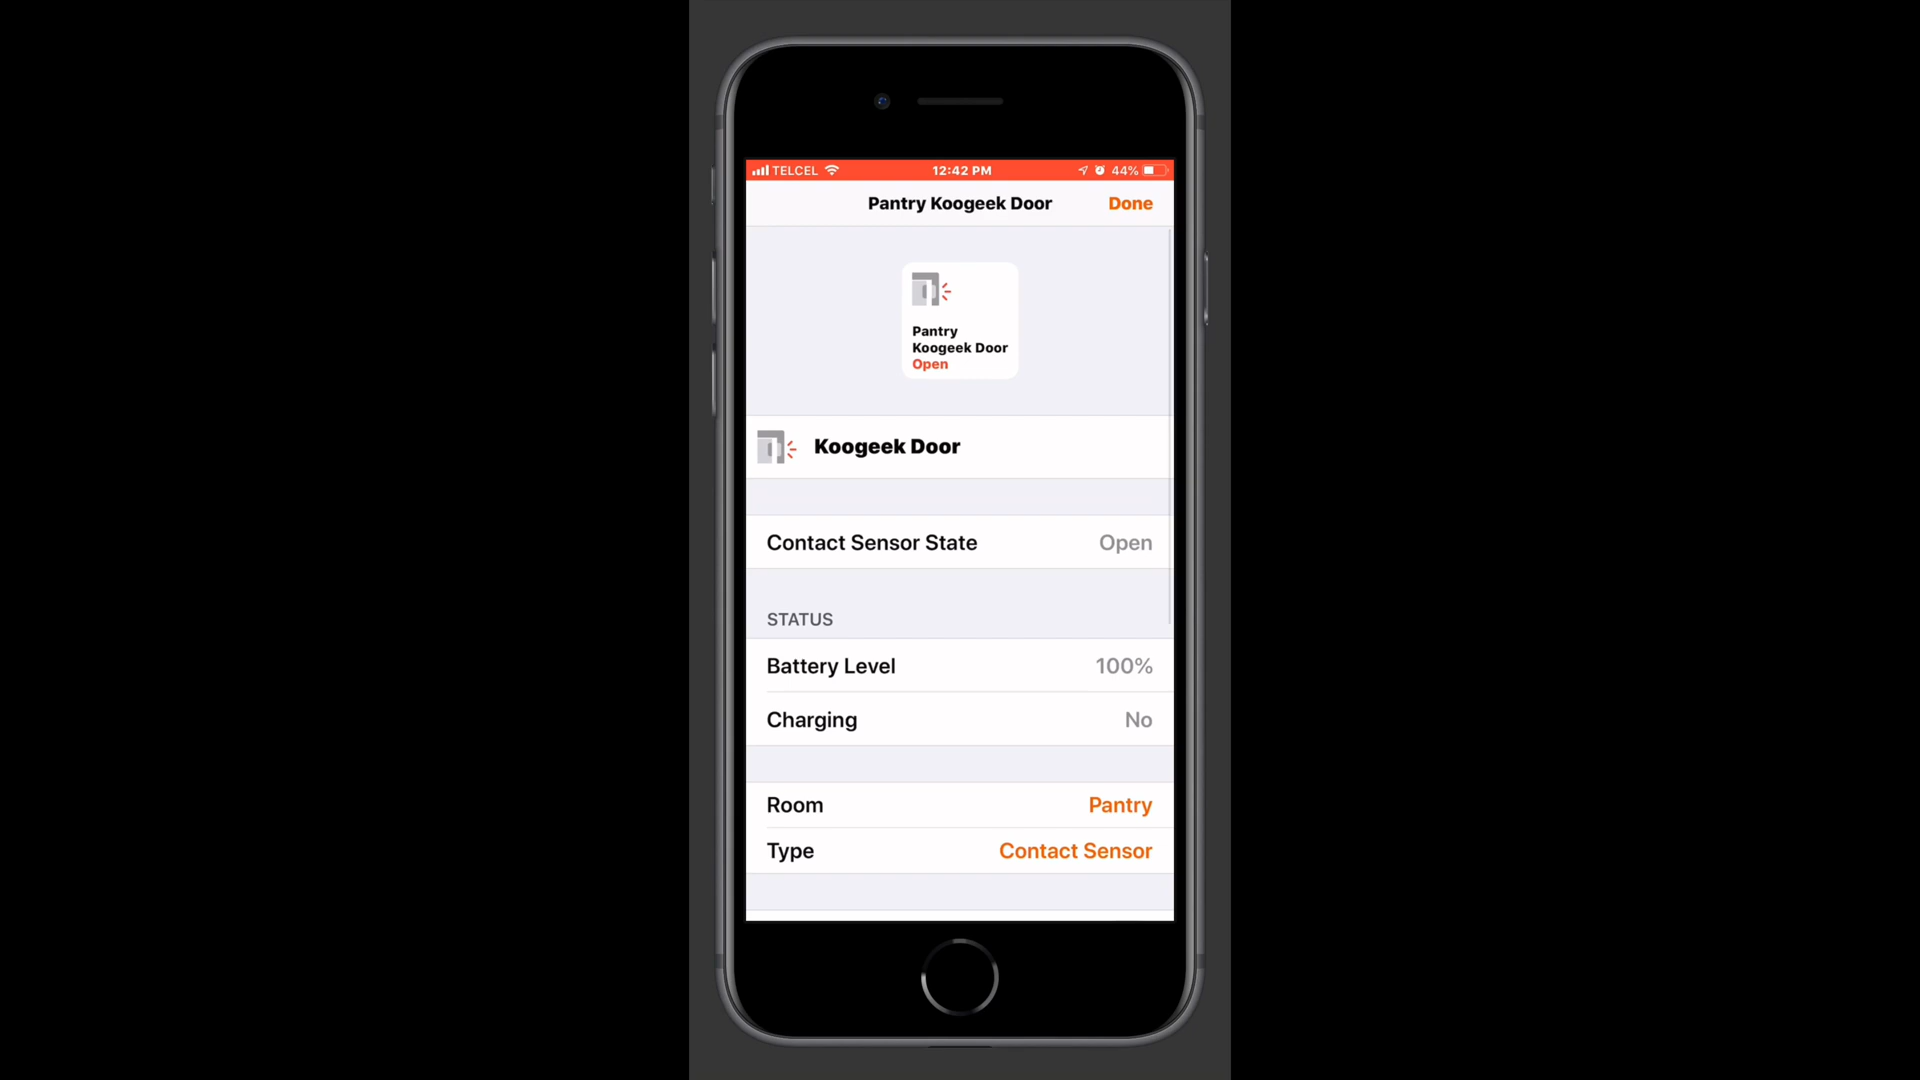 TELCEL 12:42 PM 44%
Pantry Koogeek Door Done
Pantry
Koogeek Door
Open
Koogeek Door
Contact Sensor State Open
STATUS
Battery Level 100%
Charging No
Room Pantry
Type Contact Sensor